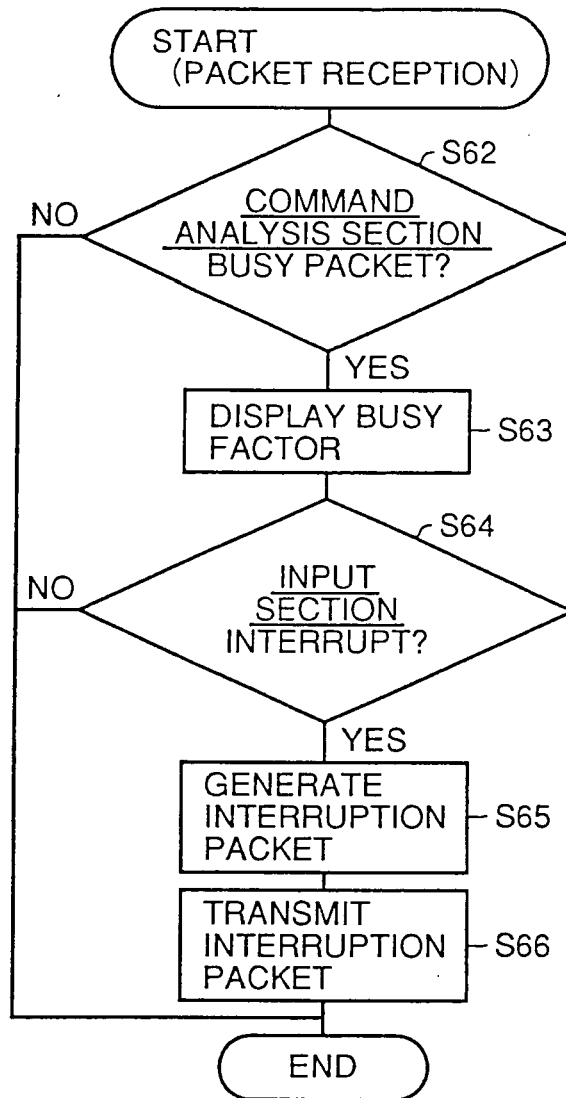 START
(PACKET RECEPTION)
S62
NO
COMMAND
ANALYSIS SECTION
BUSY PACKET?
YES
DISPLAY BUSY
FACTOR
S63
S64
NO
INPUT
SECTION
INTERRUPT?
YES
GENERATE
INTERRUPTION
PACKET
S65
TRANSMIT
INTERRUPTION
PACKET
S66
END